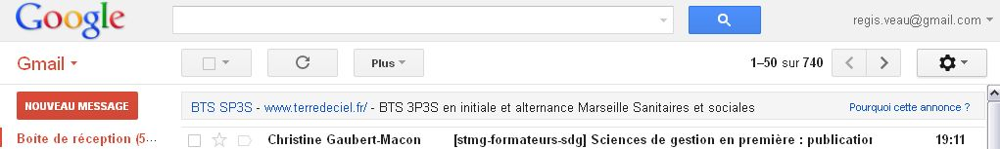 Google
regis.veau@gmail.com
Gmail
Plus
1–50 sur 740
NOUVEAU MESSAGE
BTS SP3S - www.terredeciel.fr/ - BTS 3P3S en initiale et alternance Marseille Sanitaires et sociales Pourquoi cette annonce ?
Boîte de réception (5...
Christine Gaubert-Macon [stmg-formateurs-sdg] Sciences de gestion en première : publication 19:11